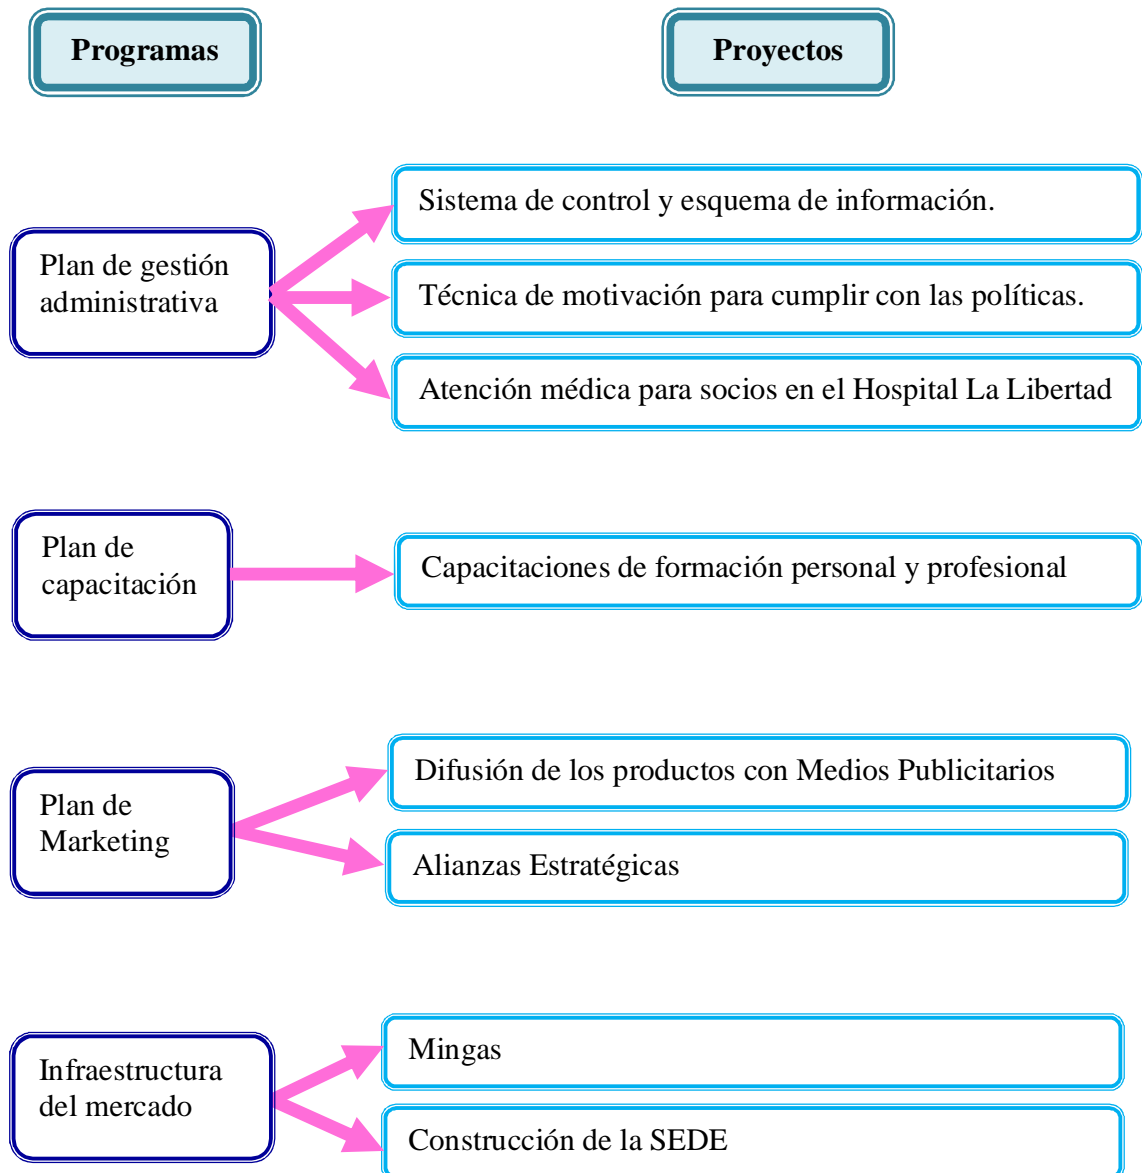 Programas
Proyectos
Plan de gestión
administrativa
Sistema de control y esquema de información.
Técnica de motivación para cumplir con las políticas.
Atención médica para socios en el Hospital La Libertad
Plan de
capacitación
Capacitaciones de formación personal y profesional
Plan de
Marketing
Difusión de los productos con Medios Publicitarios
Alianzas Estratégicas
Infraestructura
del mercado
Mingas
Construcción de la SEDE